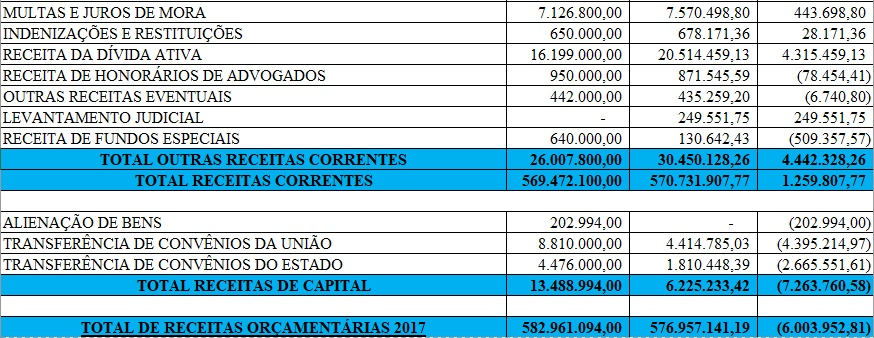 MULTAS E JUROS DE MORA 7.126.800,00 7.570.498,80 443.698,80
INDENIZAÇÕES E RESTITUIÇÕES 650.000,00 678.171,36 28.171,36
RECEITA DA DÍVIDA ATIVA 16.199.000,00 20.514.459,13 4.315.459,13
RECEITA DE HONORÁRIOS DE ADVOGADOS 950.000,00 871.545,59 (78.454,41)
OUTRAS RECEITAS EVENTUAIS 442.000,00 435.259,20 (6.740,80)
LEVANTAMENTO JUDICIAL - 249.551,75 249.551,75
RECEITA DE FUNDOS ESPECIAIS 640.000,00 130.642,43 (509.357,57)
TOTAL OUTRAS RECEITAS CORRENTES 26.007.800,00 30.450.128,26 4.442.328,26
TOTAL RECEITAS CORRENTES 569.472.100,00 570.731.907,77 1.259.807,77
ALIENAÇÃO DE BENS 202.994,00 - (202.994,00)
TRANSFERÊNCIA DE CONVÊNIOS DA UNIÃO 8.810.000,00 4.414.785,03 (4.395.214,97)
TRANSFERÊNCIA DE CONVÊNIOS DO ESTADO 4.476.000,00 1.810.448,39 (2.665.551,61)
TOTAL RECEITAS DE CAPITAL 13.488.994,00 6.225.233,42 (7.263.760,58)
TOTAL DE RECEITAS ORÇAMENTÁRIAS 2017 582.961.094,00 576.957.141,19 (6.003.952,81)